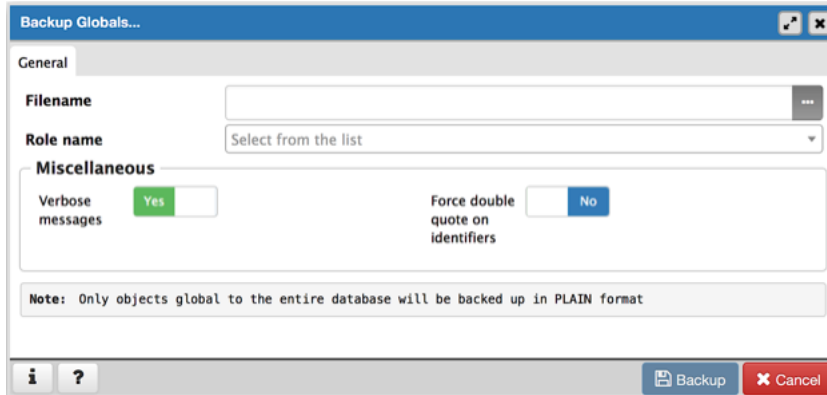 Backup Globals...
General
Filename
Role name
Select from the list
Miscellaneous
Verbose
messages
Yes
Force double
quote on
identifiers
No
Note: Only objects global to the entire database will be backed up in PLAIN format
i
?
Backup
Cancel